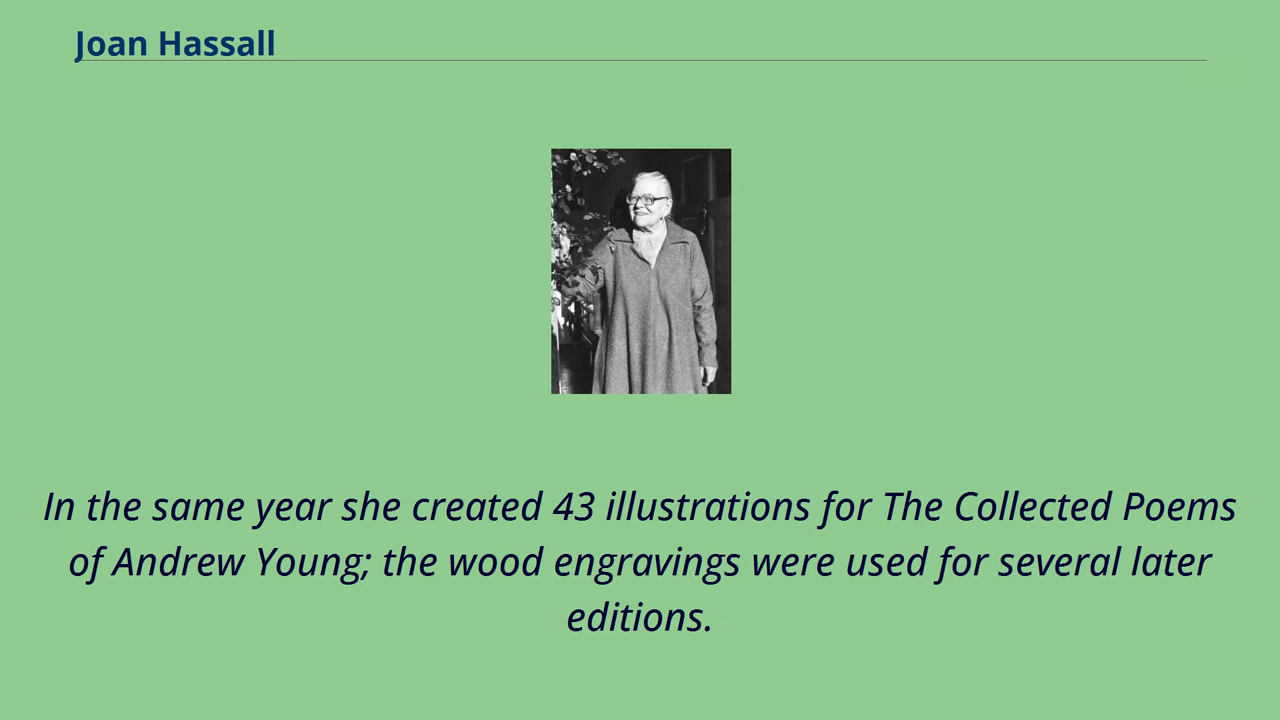 Joan Hassall
In the same year she created 43 illustrations for The Collected Poems
of Andrew Young; the wood engravings were used for several later
editions.